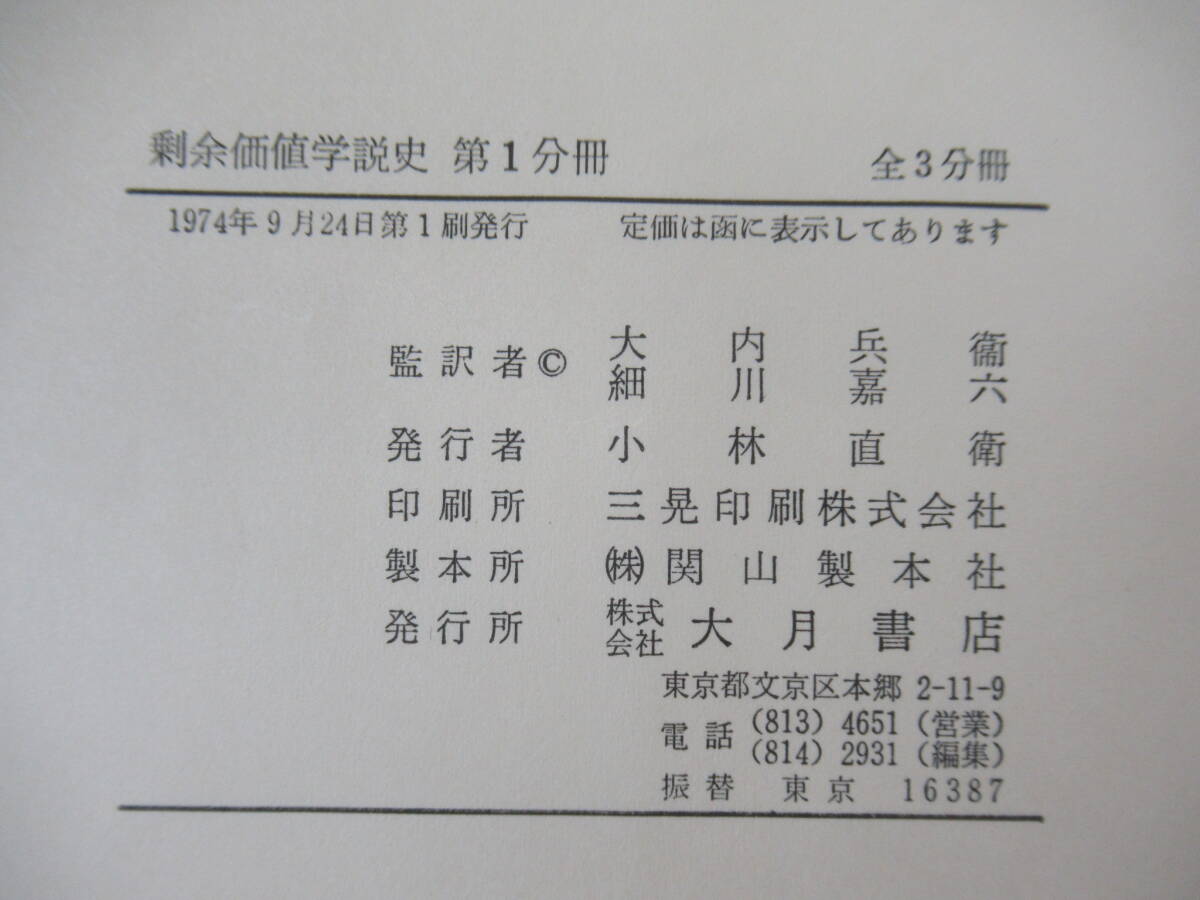 剰余価値学説史 第1分冊 全3分冊
1974年9月24日第1刷発行 定価は函に表示してあります
監訳者© 大内兵衞
細川嘉六
発行者 小林直衛
印刷所 三晃印刷株式会社
製本所 ㈱関山製本社
発行所 株式会社 大月書店
東京都文京区本郷 2-11-9
電話 (813) 4651 (営業)
(814) 2931 (編集)
振替 東京 16387